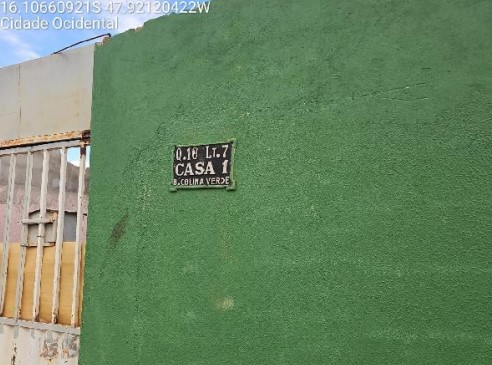 16.10660921S 47.92120422W
Cidade Ocidental
Q.18 LT.7
CASA 1
B.COLINA VERDE